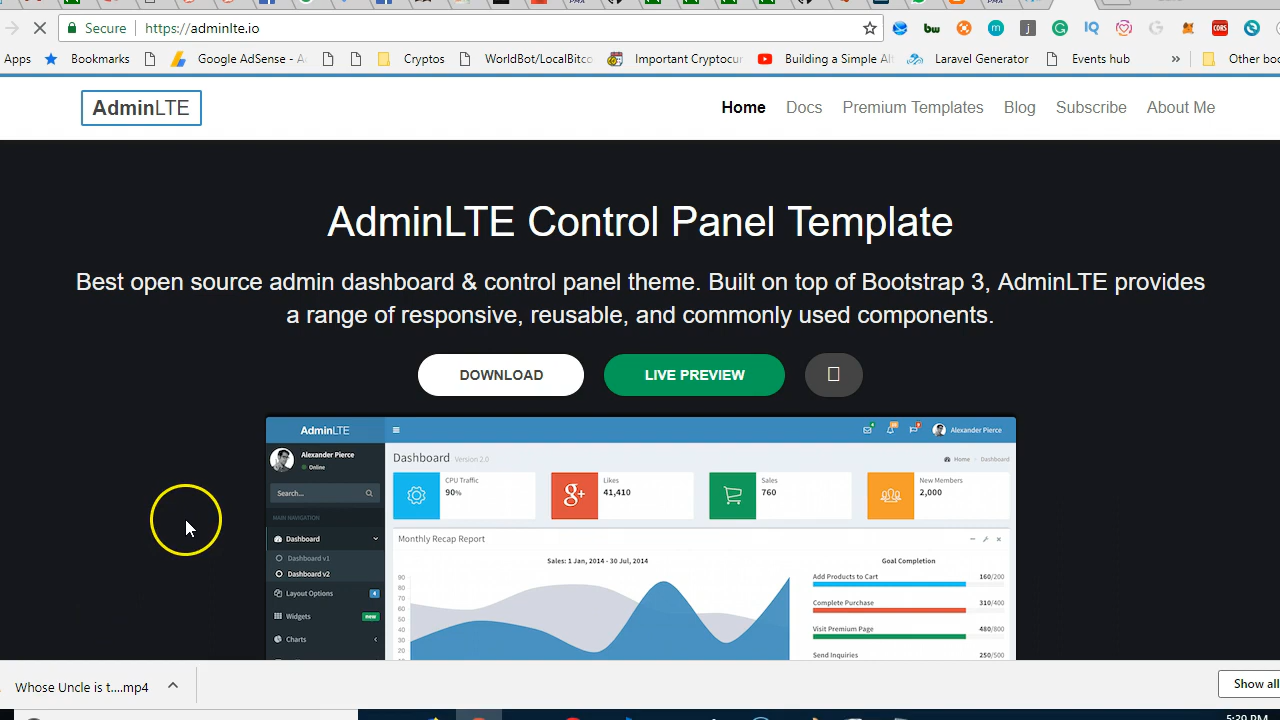 Secure https://adminlte.io
Apps Bookmarks Google AdSense - A Cryptos WorldBot/LocalBitco Important Cryptocur Building a Simple Laravel Generator Events hub » Other boo
AdminLTE
Home Docs Premium Templates Blog Subscribe About Me
AdminLTE Control Panel Template
Best open source admin dashboard & control panel theme. Built on top of Bootstrap 3, AdminLTE provides
a range of responsive, reusable, and commonly used components.
DOWNLOAD LIVE PREVIEW
AdminLTE Alexander Pierce
Alexander Pierce
Online
Dashboard Version 2.0 Home Dashboard
CPU Traffic
90%
Likes
41,410
Sales
760
New Members
2,000
Search...
MAIN NAVIGATION
Dashboard
Dashboard v1
Dashboard v2
Layout Options 4
Widgets new
Charts
Monthly Recap Report
Sales: 1 Jan, 2014 - 30 Jul, 2014
90
80
70
60
50
40
30
20
Goal Completion
Add Products to Cart 160/200
Complete Purchase 310/400
Visit Premium Page 480/800
Send Inquiries 250/500
Whose Uncle is t....mp4 Show all
5:30 PM